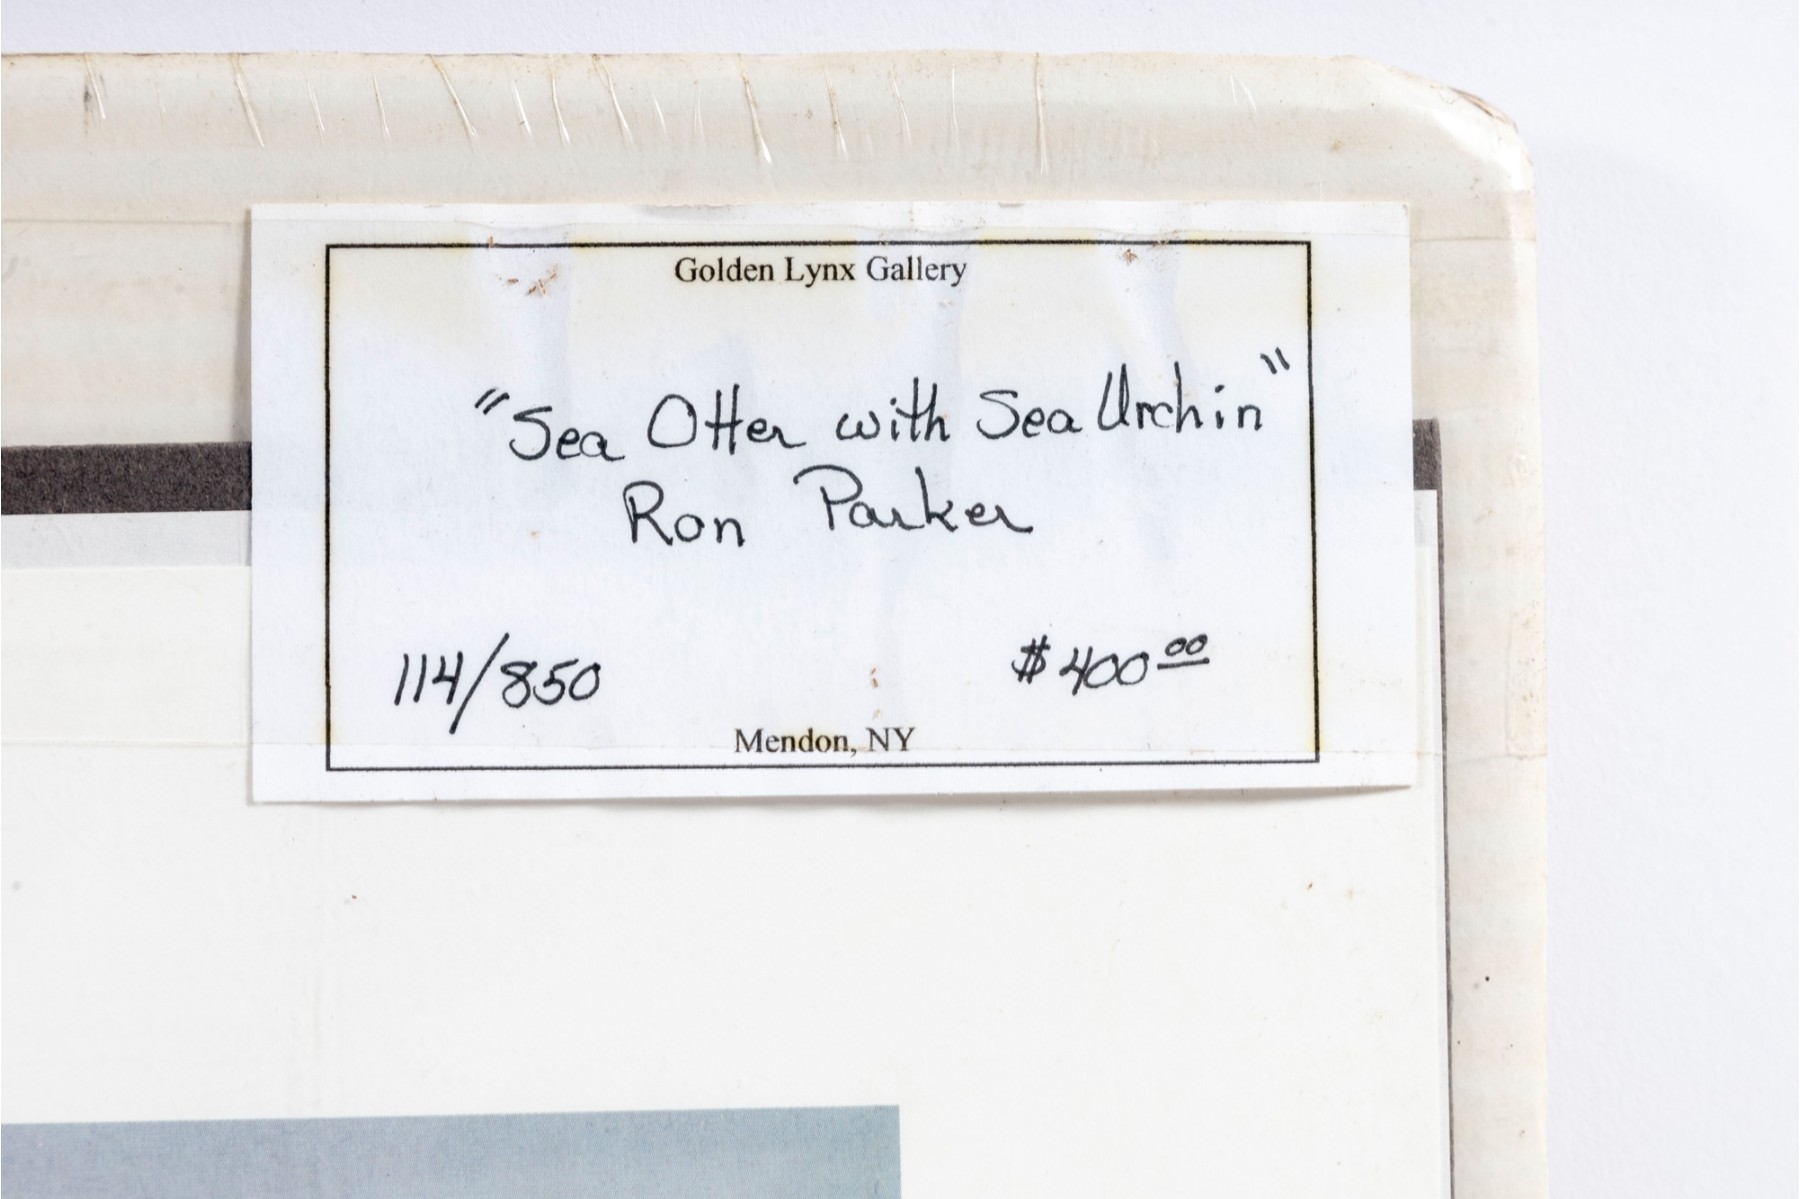 Golden Lynx Gallery
"Sea Otter with Sea Urchin"
Ron Parker
114/850 $400.00
Mendon, NY